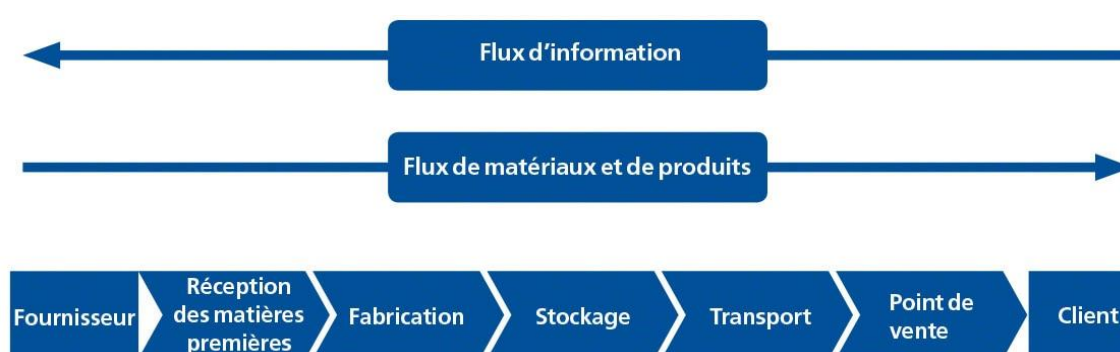 Flux d'information
Flux de matériaux et de produits
Fournisseur
Réception
des matières
premières
Fabrication
Stockage
Transport
Point de
vente
Client